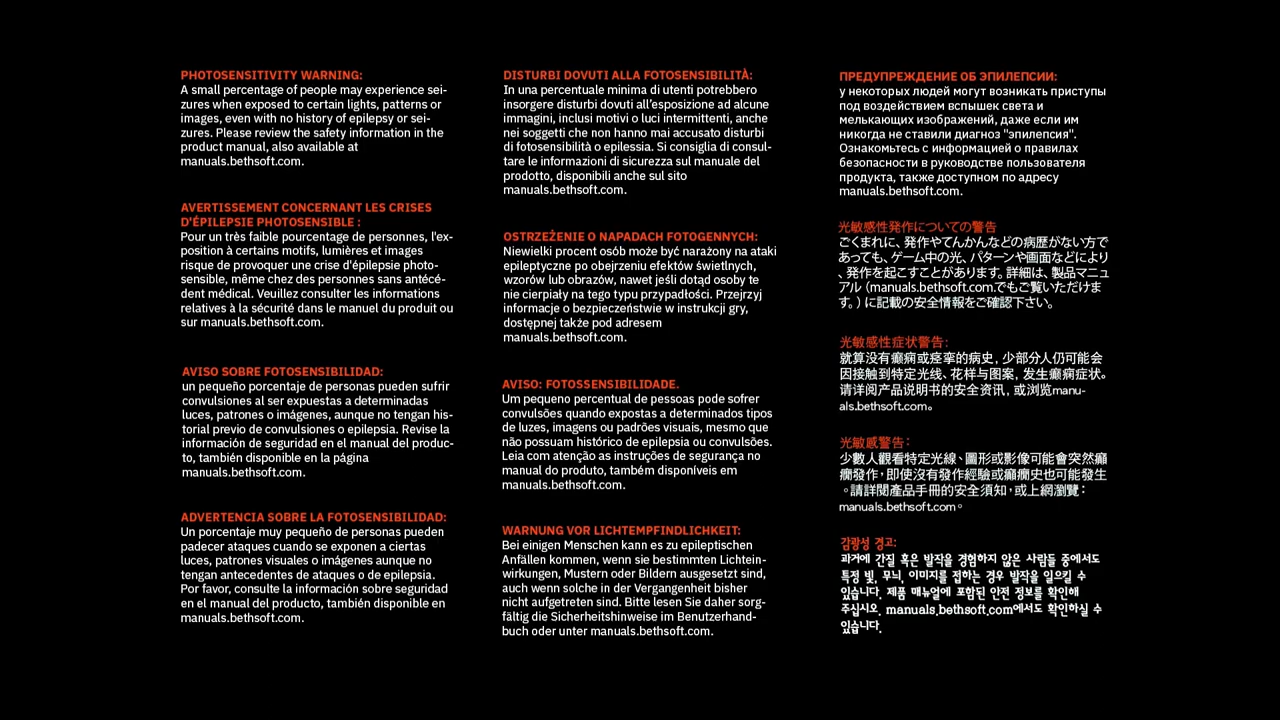 PHOTOSENSITIVITY WARNING:
A small percentage of people may experience sei-
zures when exposed to certain lights, patterns or
images, even with no history of epilepsy or sei-
zures. Please review the safety information in the
product manual, also available at
manuals.bethsoft.com.
AVERTISSEMENT CONCERNANT LES CRISES
D'ÉPILEPSIE PHOTOSENSIBLE :
Pour un très faible pourcentage de personnes, l'ex-
position à certains motifs, lumières et images
risque de provoquer une crise d'épilepsie photo-
sensible, même chez des personnes sans antécé-
dent médical. Veuillez consulter les informations
relatives à la sécurité dans le manuel du produit ou
sur manuals.bethsoft.com.
AVISO SOBRE FOTOSENSIBILIDAD:
un pequeño porcentaje de personas pueden sufrir
convulsiones al ser expuestas a determinadas
luces, patrones o imágenes, aunque no tengan his-
torial previo de convulsiones o epilepsia. Revise la
información de seguridad en el manual del produc-
to, también disponible en la página
manuals.bethsoft.com.
ADVERTENCIA SOBRE LA FOTOSENSIBILIDAD:
Un porcentaje muy pequeño de personas pueden
padecer ataques cuando se exponen a ciertas
luces, patrones visuales o imágenes aunque no
tengan antecedentes de ataques o de epilepsia.
Por favor, consulte la información sobre seguridad
en el manual del producto, también disponible en
manuals.bethsoft.com.
DISTURBI DOVUTI ALLA FOTOSENSIBILITÀ:
In una percentuale minima di utenti potrebbero
insorgere disturbi dovuti all'esposizione ad alcune
immagini, inclusi motivi o luci intermittenti, anche
nei soggetti che non hanno mai accusato disturbi
di fotosensibilità o epilessia. Si consiglia di consul-
tare le informazioni di sicurezza sul manuale del
prodotto, disponibili anche sul sito
manuals.bethsoft.com.
OSTRZEŻENIE O NAPADACH FOTOGENNYCH:
Niewielki procent osób może być narażony na ataki
epileptyczne po obejrzeniu efektów świetlnych,
wzorów lub obrazów, nawet jeśli dotąd osoby te
nie cierpiały na tego typu przypadłości. Przejrzyj
informacje o bezpieczeństwie w instrukcji gry,
dostępnej także pod adresem
manuals.bethsoft.com.
AVISO: FOTOSSENSIBILIDADE.
Um pequeno percentual de pessoas pode sofrer
convulsões quando expostas a determinados tipos
de luzes, imagens ou padrões visuais, mesmo que
não possuam histórico de epilepsia ou convulsões.
Leia com atenção as instruções de segurança no
manual do produto, também disponíveis em
manuals.bethsoft.com.
WARNUNG VOR LICHTEMPFINDLICHKEIT:
Bei einigen Menschen kann es zu epileptischen
Anfällen kommen, wenn sie bestimmten Lichtein-
wirkungen, Mustern oder Bildern ausgesetzt sind,
auch wenn solche in der Vergangenheit bisher
nicht aufgetreten sind. Bitte lesen Sie daher sorg-
fältig die Sicherheitshinweise im Benutzerhand-
buch oder unter manuals.bethsoft.com.
ПРЕДУПРЕЖДЕНИЕ ОБ ЭПИЛЕПСИИ:
у некоторых людей могут возникать приступы
под воздействием вспышек света и
мелькающих изображений, даже если им
никогда не ставили диагноз "эпилепсия".
Ознакомьтесь с информацией о правилах
безопасности в руководстве пользователя
продукта, также доступном по адресу
manuals.bethsoft.com.
光敏感性発作についての警告
ごくまれに、発作やてんかんなどの病歴がない方で
あっても、ゲーム中の光、パターンや画面などにより
、発作を起こすことがあります。詳細は、製品マニュ
アル (manuals.bethsoft.comでもご覧いただけま
す。) に記載の安全情報をご確認下さい。
光敏感性症状警告:
就算没有癫痫或痉挛的病史，少部分人仍可能会
因接触到特定光线、花样与图案，发生癫痫症状。
请详阅产品说明书的安全资讯，或浏览manu-
als.bethsoft.com。
光敏感警告：
少數人觀看特定光線、圖形或影像可能會突然癲
癇發作，即使沒有發作經驗或癲癇史也可能發生
。請詳閱產品手冊的安全須知，或上網瀏覽：
manuals.bethsoft.com。
감광성 경고:
과거에 간질 혹은 발작을 경험하지 않은 사람들 중에서도
특정 빛, 무늬, 이미지를 접하는 경우 발작을 일으킬 수
있습니다. 제품 매뉴얼에 포함된 안전 정보를 확인해
주십시오. manuals.bethsoft.com에서도 확인하실 수
있습니다.